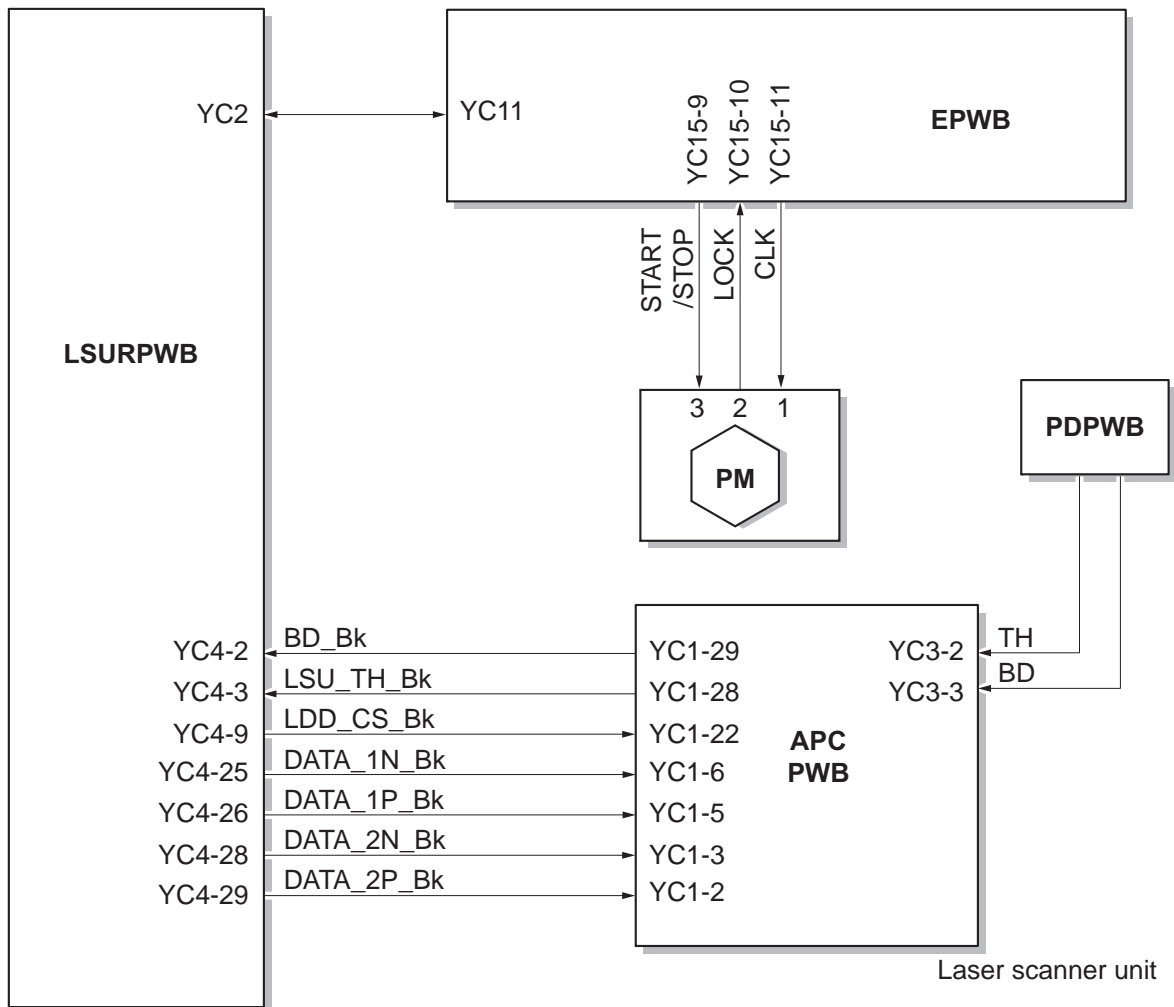 YC2
YC11
YC15-9
YC15-10
YC15-11
EPWB
START
/STOP
LOCK
CLK
LSURPWB
3 2 1
PM
PDPWB
YC4-2 BD_Bk YC1-29 YC3-2 TH
YC4-3 LSU_TH_Bk YC1-28 YC3-3 BD
YC4-9 LDD_CS_Bk YC1-22
YC4-25 DATA_1N_Bk YC1-6
YC4-26 DATA_1P_Bk YC1-5
YC4-28 DATA_2N_Bk YC1-3
YC4-29 DATA_2P_Bk YC1-2
APC
PWB
Laser scanner unit